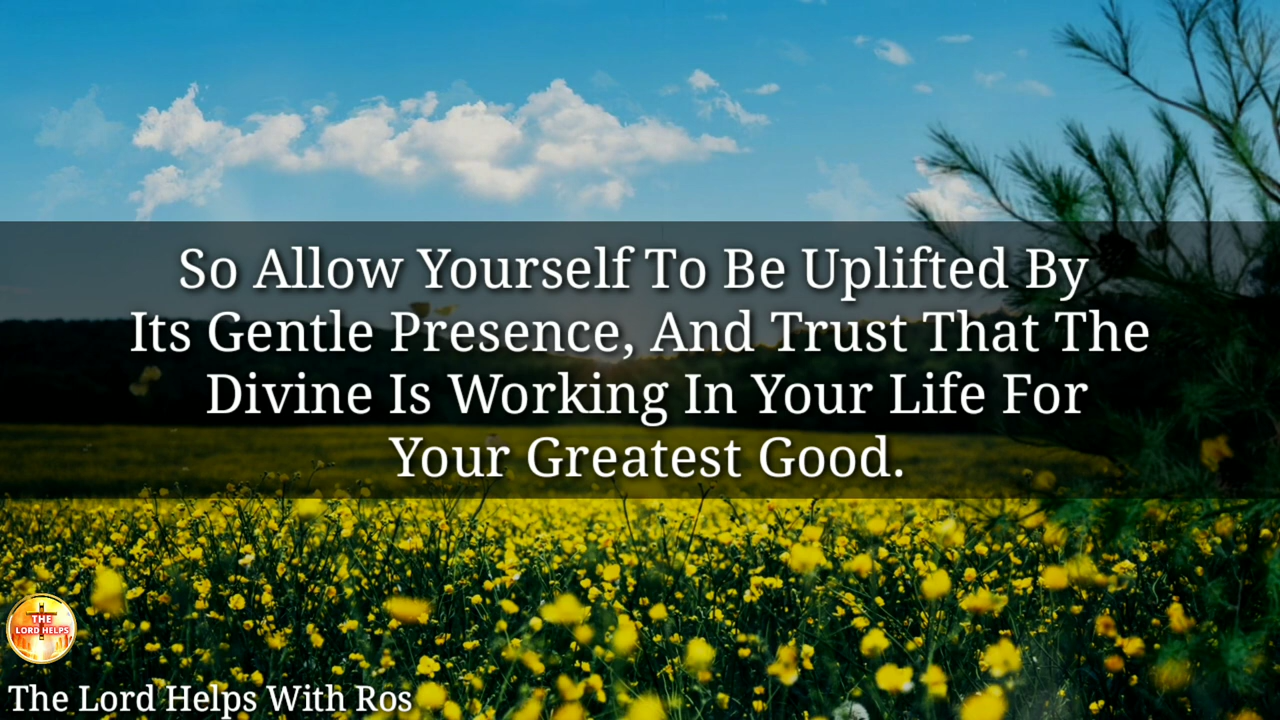 So Allow Yourself To Be Uplifted By
Its Gentle Presence, And Trust That The
Divine Is Working In Your Life For
Your Greatest Good.
THE
LORD HELPS
The Lord Helps With Ros